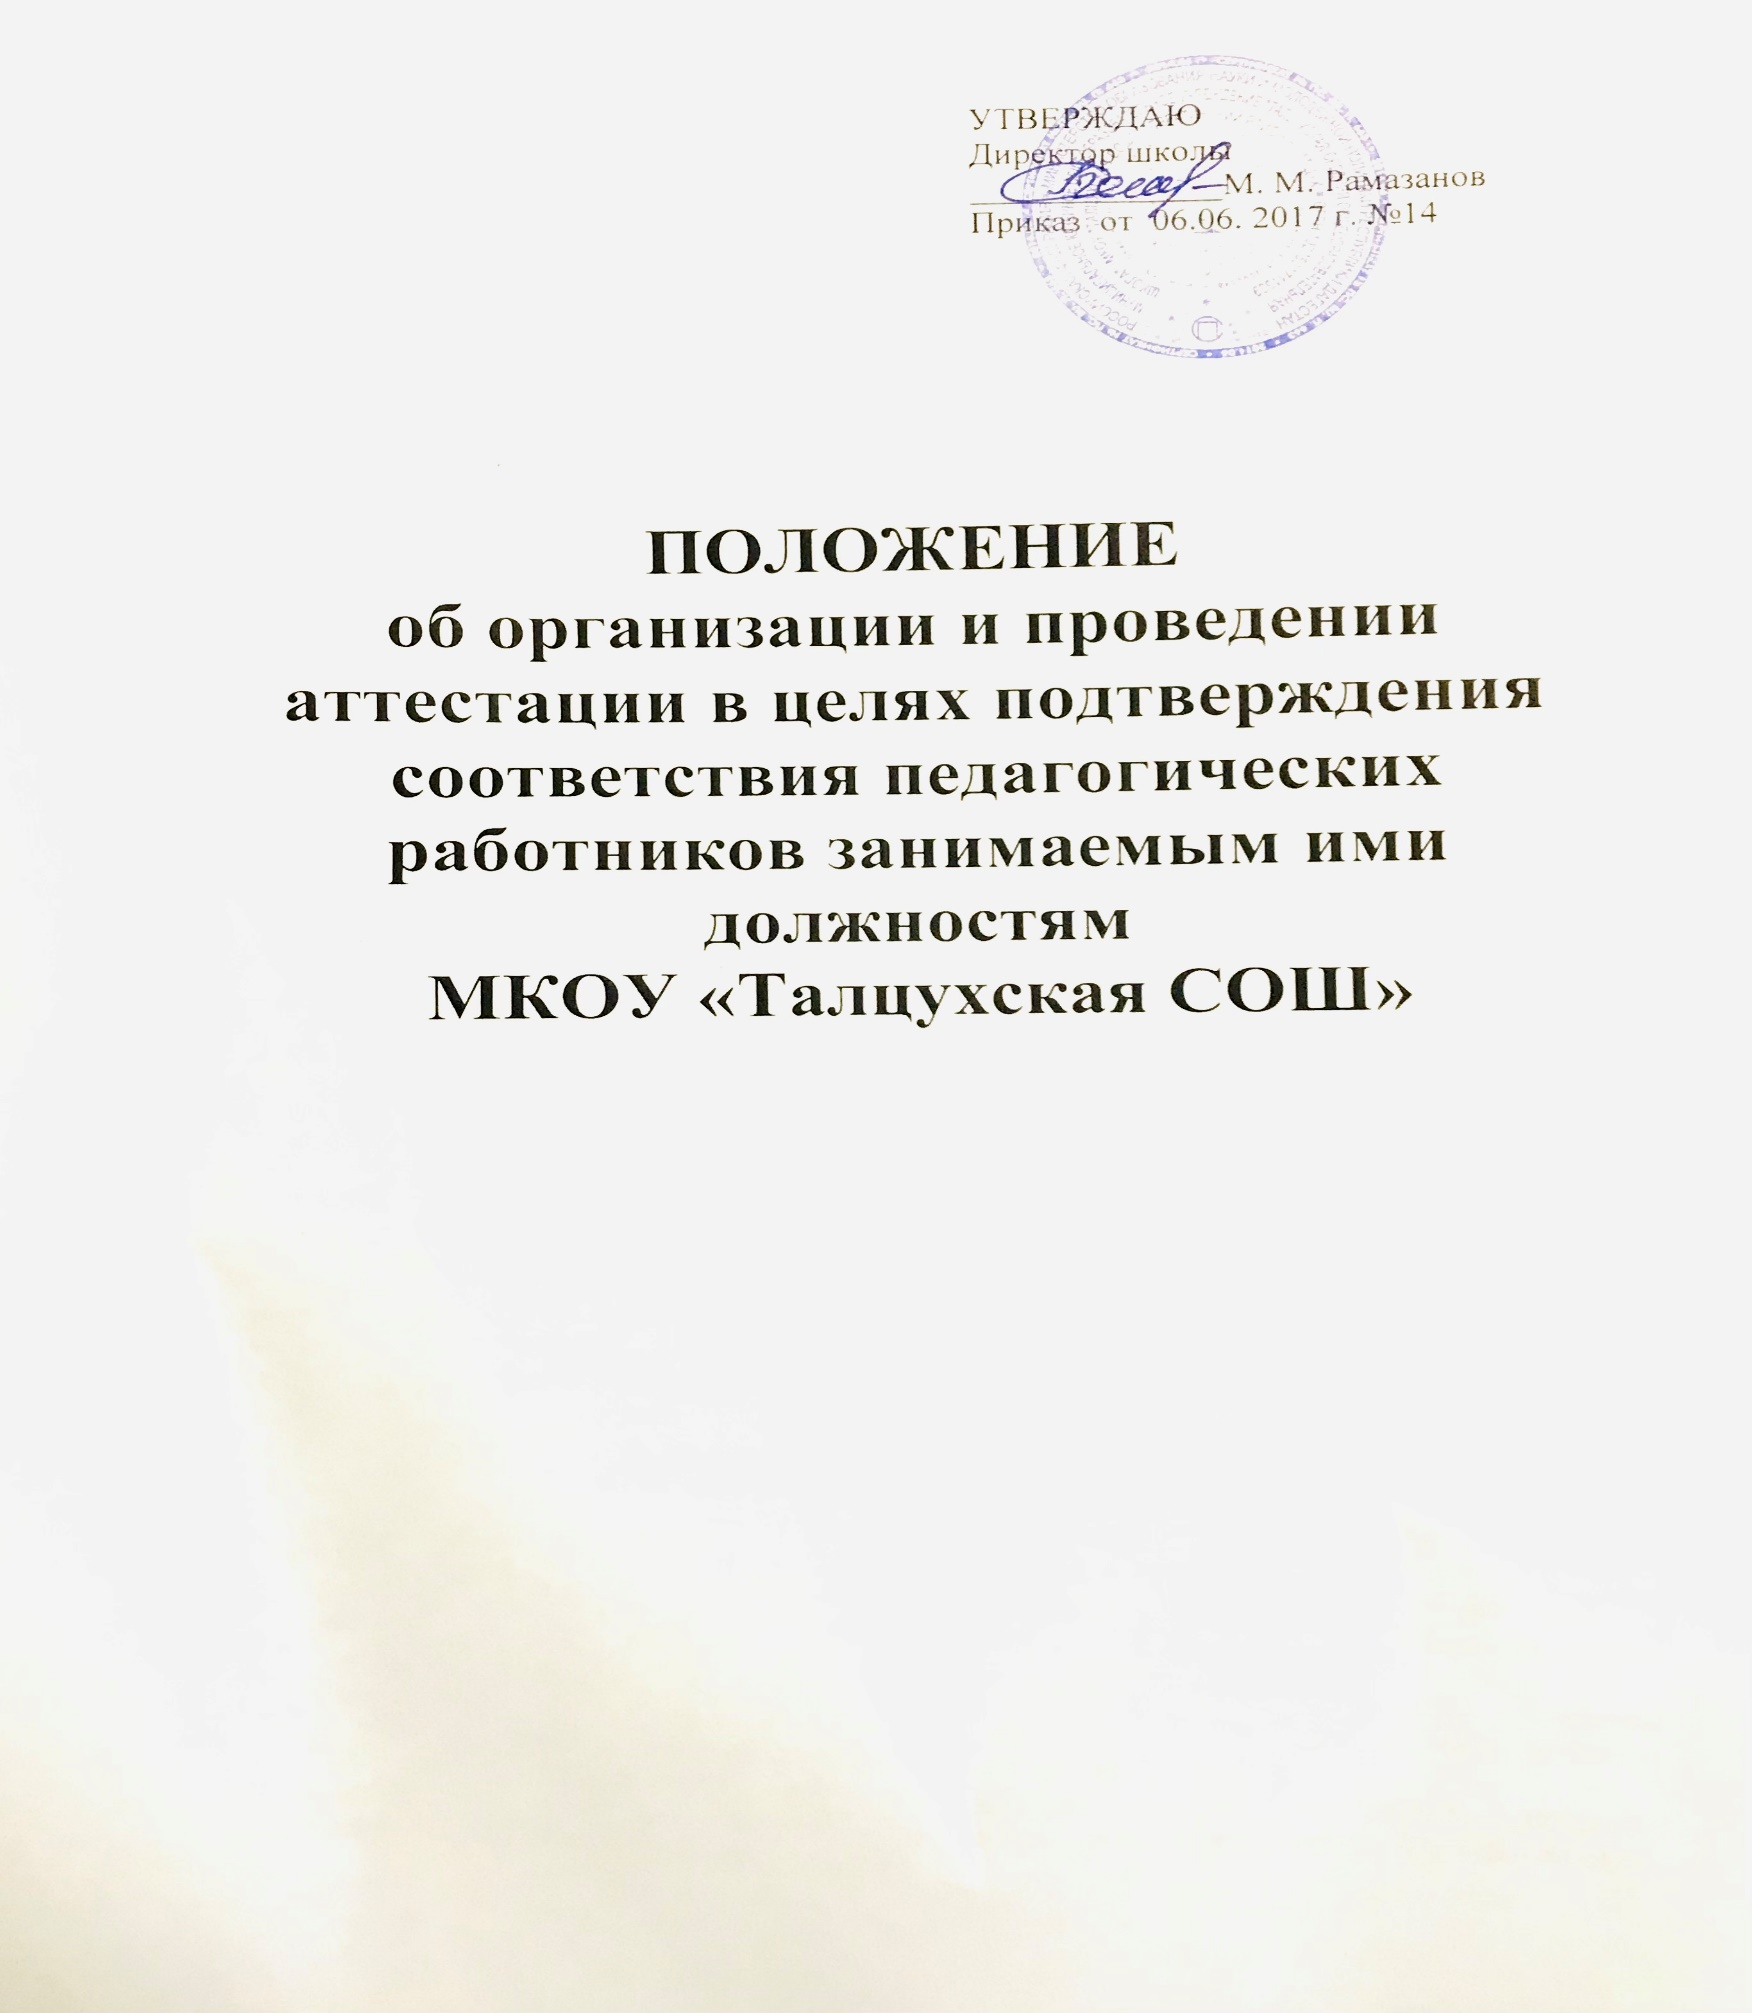 УТВЕРЖДАЮ
Директор школы
М. М. Рамазанов
Приказ от 06.06. 2017 г. №14
ПОЛОЖЕНИЕ
об организации и проведении
аттестации в целях подтверждения
соответствия педагогических
работников занимаемым ими
должностям
МКОУ «Талцухская СОШ»